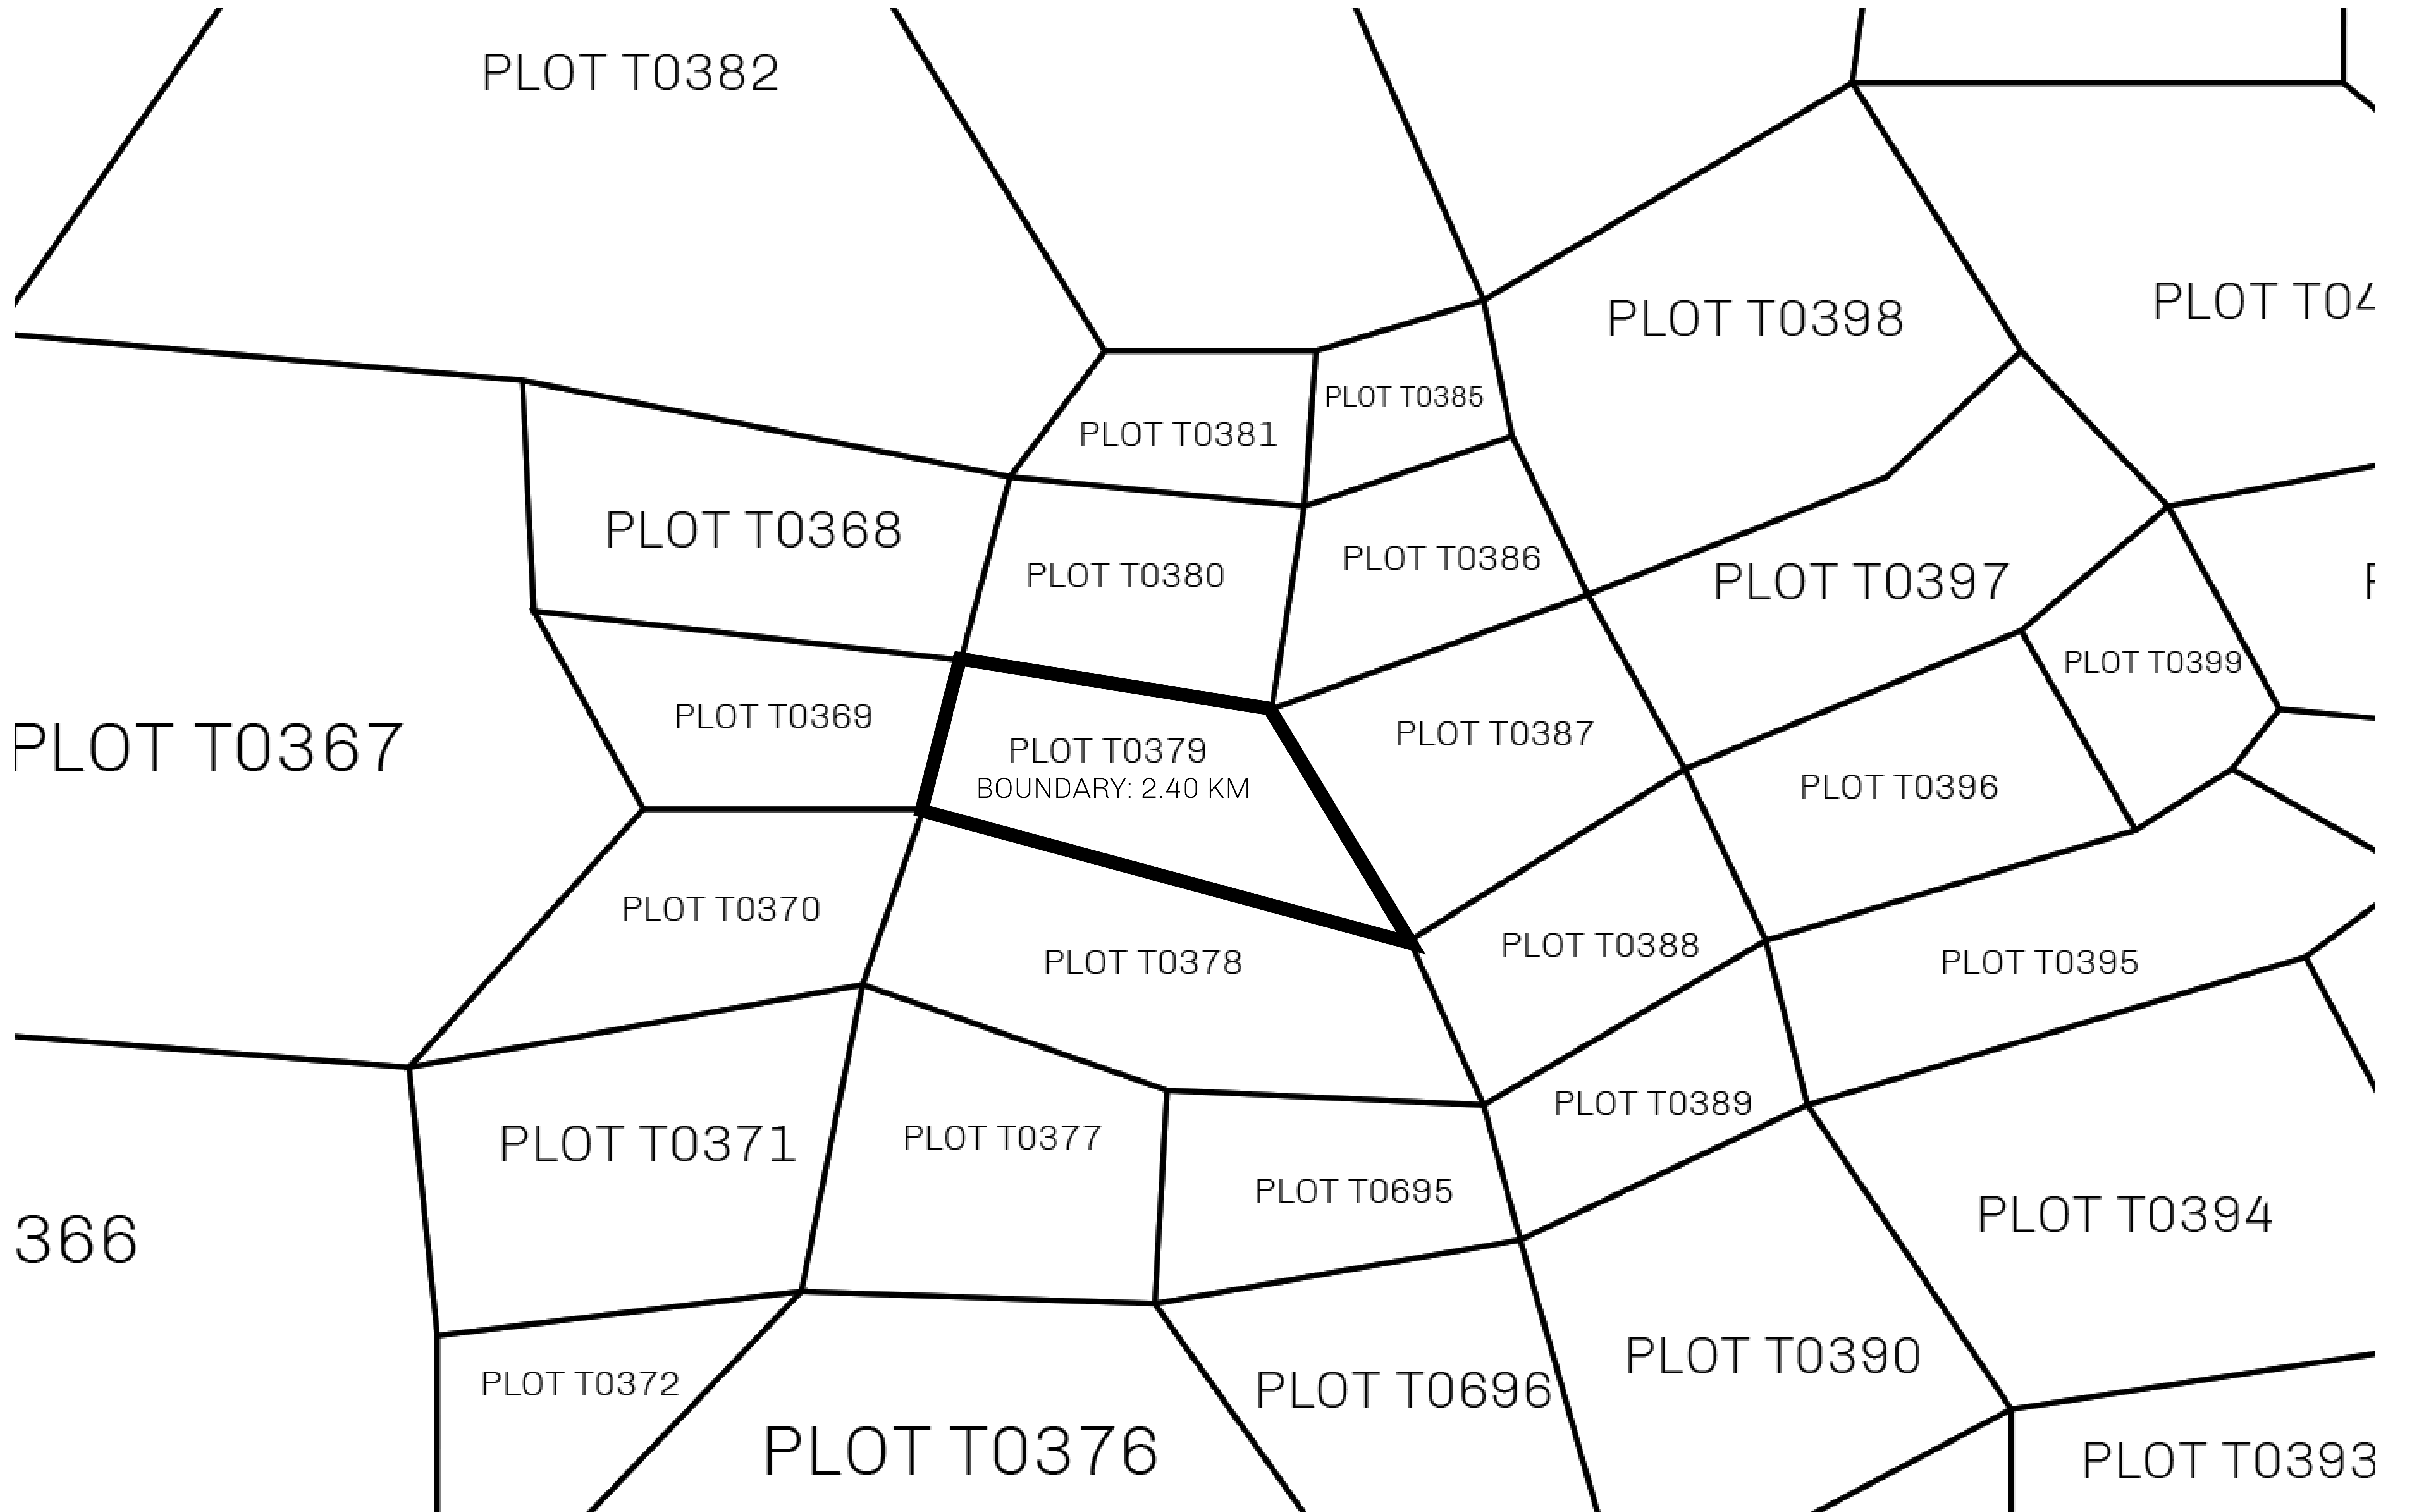 PLOT T0382
PLOT T04
PLOT T0398
PLOT T0385
PLOT T0381
PLOT T0368
PLOT T0386
PLOT T0380
PLOT T0397
PLOT T0399
PLOT T0369
PLOT T0387
PLOT T0367
PLOT T0379
BOUNDARY: 2.40 KM
PLOT T0396
PLOT T0370
PLOT T0388
PLOT T0378
PLOT T0395
PLOT T0389
PLOT T0377
PLOT T0371
PLOT T0695
PLOT T0394
366
PLOT T0390
PLOT T0372
PLOT T0696
PLOT T0376
PLOT T0393